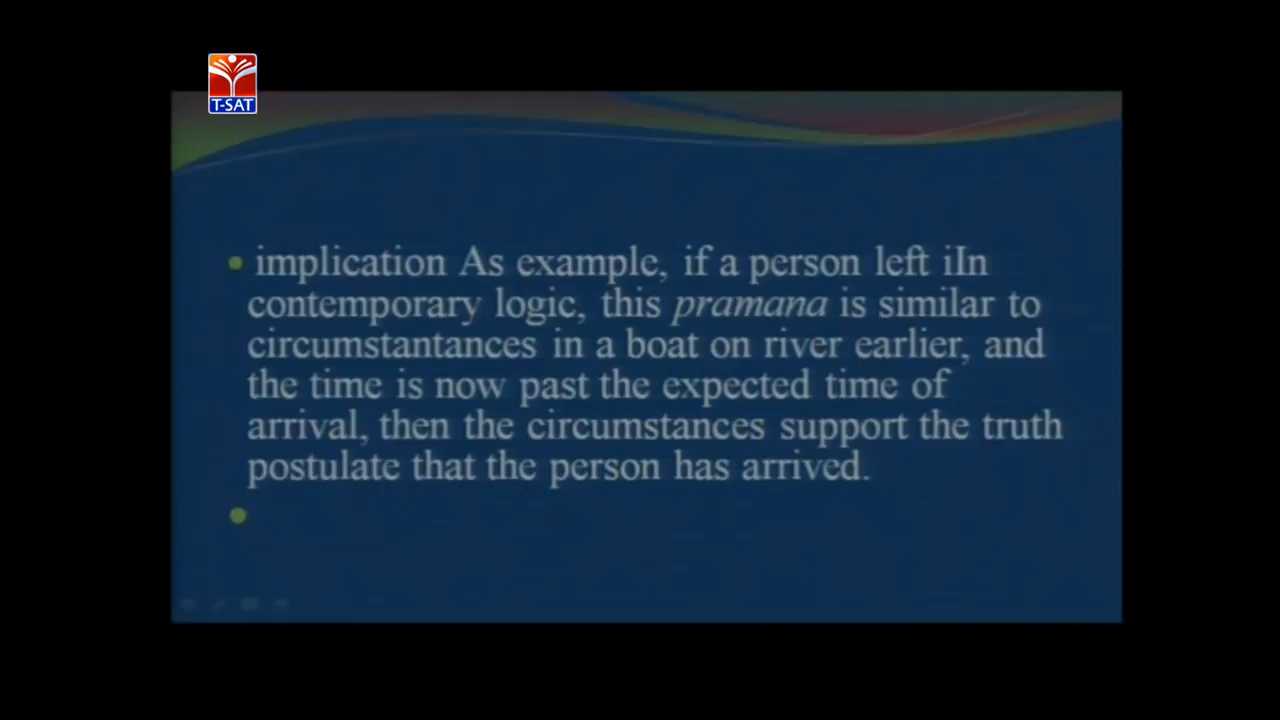 T-SAT
implication As example, if a person left iIn
contemporary logic, this pramana is similar to
circumstantances in a boat on river earlier, and
the time is now past the expected time of
arrival, then the circumstances support the truth
postulate that the person has arrived.